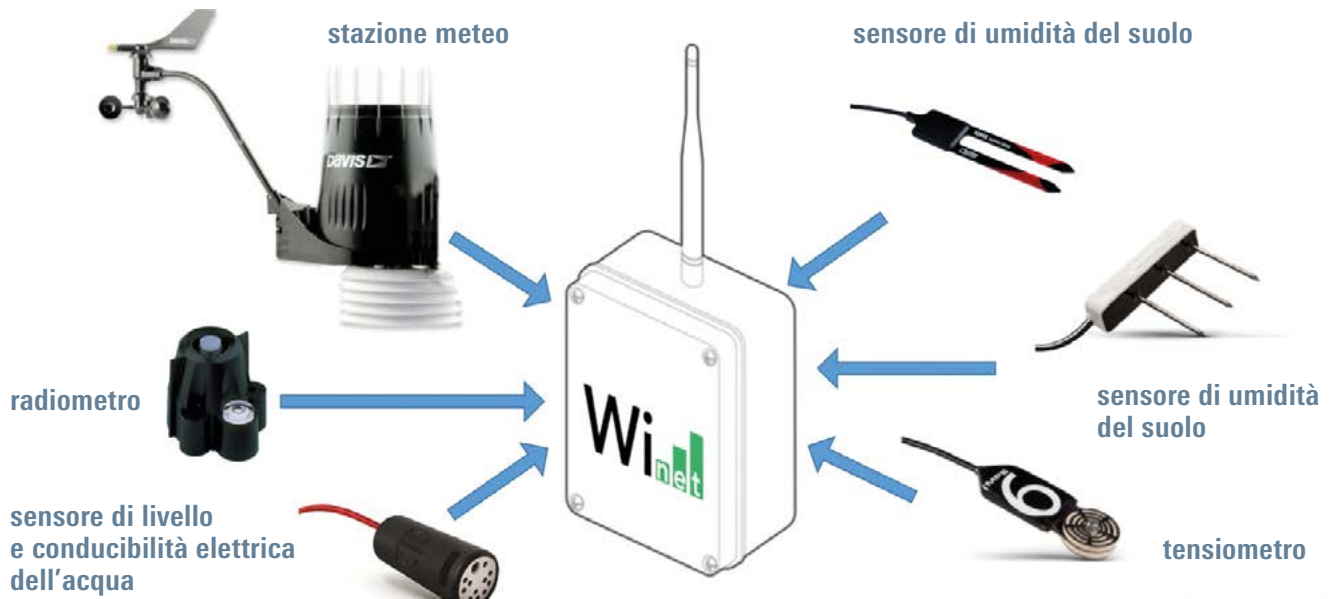 stazione meteo
sensore di umidità del suolo
DAVIS
radiometro
Wi
net
sensore di umidità
del suolo
sensore di livello
e conducibilità elettrica
dell'acqua
6
tensiometro